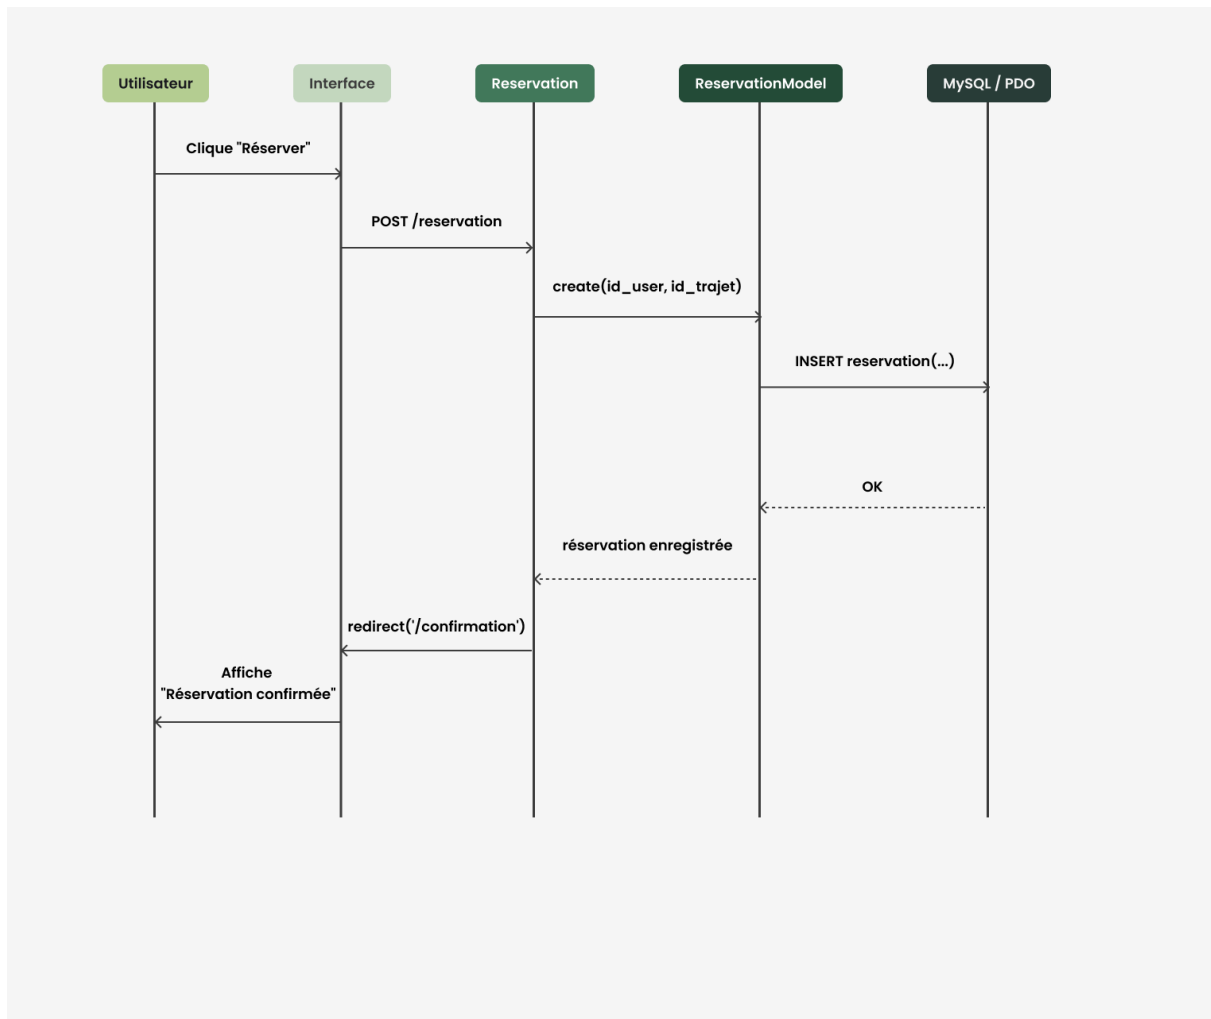 Utilisateur
Interface
Reservation
ReservationModel
MySQL / PDO
Clique "Réserver"
POST /reservation
create(id_user, id_trajet)
INSERT reservation(...)
OK
réservation enregistrée
redirect('/confirmation')
Affiche
"Réservation confirmée"